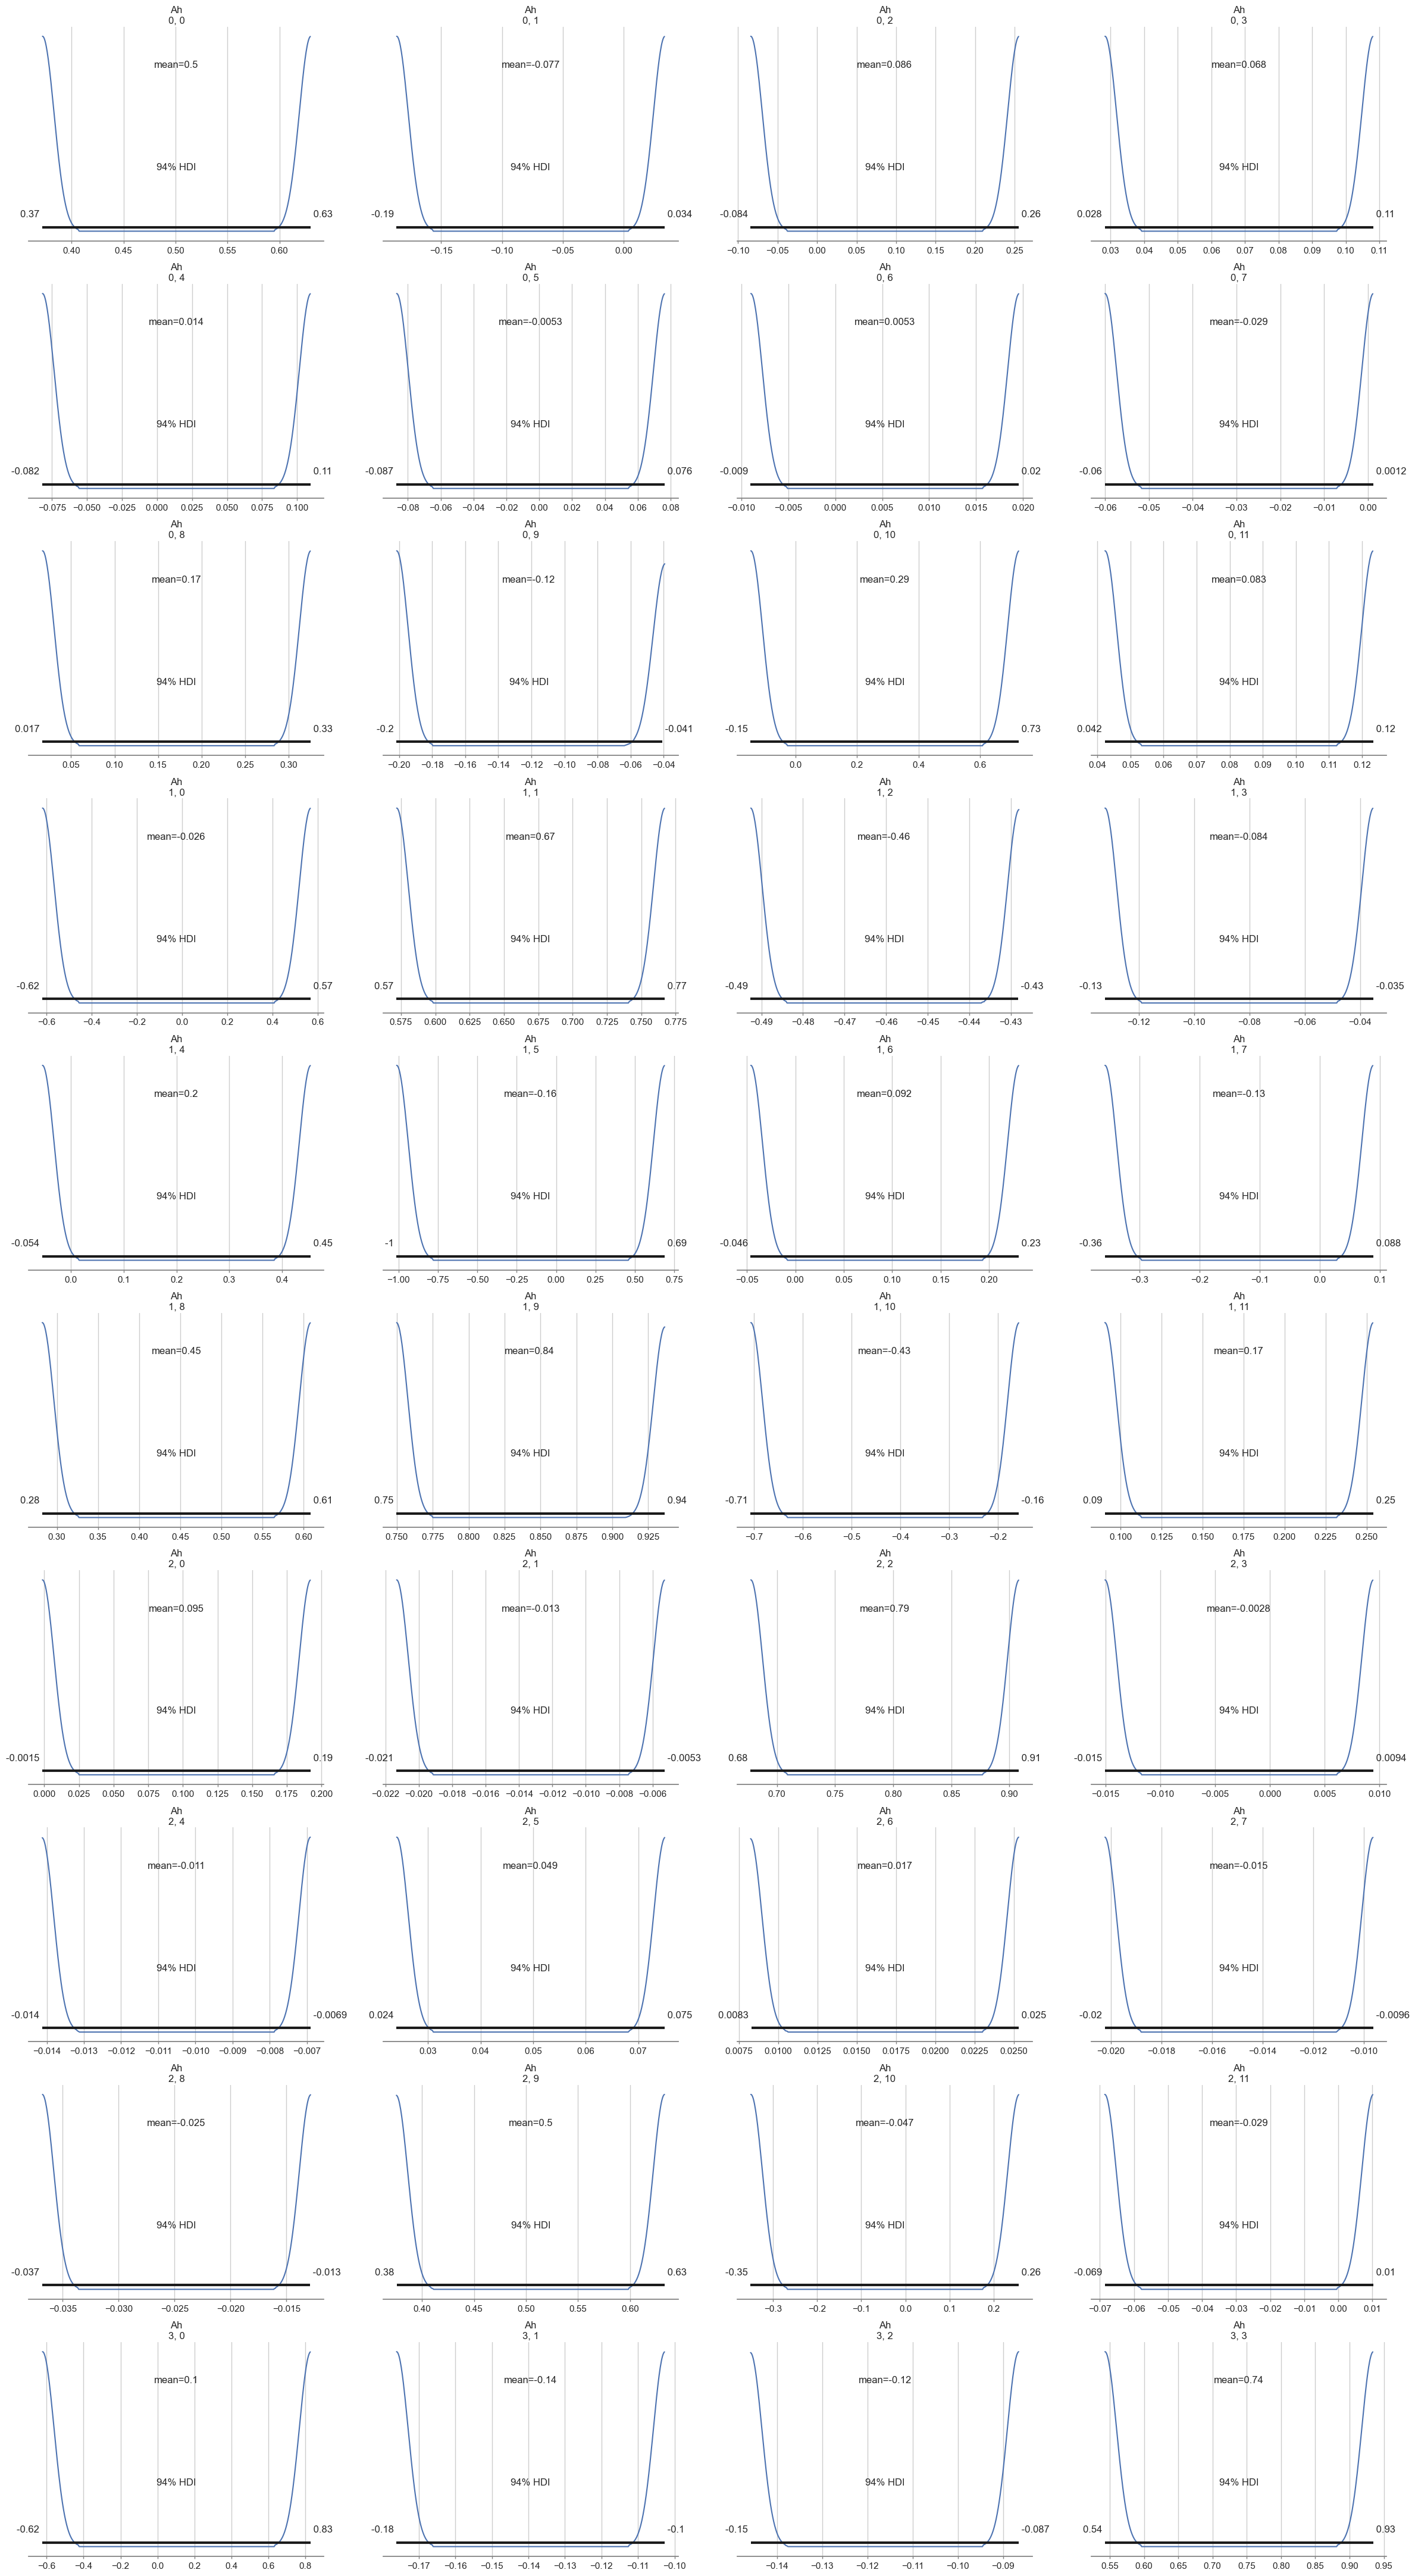 Ah
0, 0
mean=0.5
94% HDI
0.37 0.63
0.40 0.45 0.50 0.55 0.60
Ah
0, 1
mean=-0.077
94% HDI
-0.19 0.034
−0.15 −0.10 −0.05 0.00
Ah
0, 2
mean=0.086
94% HDI
-0.084 0.26
−0.10 −0.05 0.00 0.05 0.10 0.15 0.20 0.25
Ah
0, 3
mean=0.068
94% HDI
0.028 0.11
0.03 0.04 0.05 0.06 0.07 0.08 0.09 0.10 0.11
Ah
0, 4
mean=0.014
94% HDI
-0.082 0.11
−0.075 −0.050 −0.025 0.000 0.025 0.050 0.075 0.100
Ah
0, 5
mean=-0.0053
94% HDI
-0.087 0.076
−0.08 −0.06 −0.04 −0.02 0.00 0.02 0.04 0.06 0.08
Ah
0, 6
mean=0.0053
94% HDI
-0.009 0.02
−0.010 −0.005 0.000 0.005 0.010 0.015 0.020
Ah
0, 7
mean=-0.029
94% HDI
-0.06 0.0012
−0.06 −0.05 −0.04 −0.03 −0.02 −0.01 0.00
Ah
0, 8
mean=0.17
94% HDI
0.017 0.33
0.05 0.10 0.15 0.20 0.25 0.30
Ah
0, 9
mean=-0.12
94% HDI
-0.2 -0.041
−0.20 −0.18 −0.16 −0.14 −0.12 −0.10 −0.08 −0.06 −0.04
Ah
0, 10
mean=0.29
94% HDI
-0.15 0.73
0.0 0.2 0.4 0.6
Ah
0, 11
mean=0.083
94% HDI
0.042 0.12
0.04 0.05 0.06 0.07 0.08 0.09 0.10 0.11 0.12
Ah
1, 0
mean=-0.026
94% HDI
-0.62 0.57
−0.6 −0.4 −0.2 0.0 0.2 0.4 0.6
Ah
1, 1
mean=0.67
94% HDI
0.57 0.77
0.575 0.600 0.625 0.650 0.675 0.700 0.725 0.750 0.775
Ah
1, 2
mean=-0.46
94% HDI
-0.49 -0.43
−0.49 −0.48 −0.47 −0.46 −0.45 −0.44 −0.43
Ah
1, 3
mean=-0.084
94% HDI
-0.13 -0.035
−0.12 −0.10 −0.08 −0.06 −0.04
Ah
1, 4
mean=0.2
94% HDI
-0.054 0.45
0.0 0.1 0.2 0.3 0.4
Ah
1, 5
mean=-0.16
94% HDI
-1 0.69
−1.00 −0.75 −0.50 −0.25 0.00 0.25 0.50 0.75
Ah
1, 6
mean=0.092
94% HDI
-0.046 0.23
−0.05 0.00 0.05 0.10 0.15 0.20
Ah
1, 7
mean=-0.13
94% HDI
-0.36 0.088
−0.3 −0.2 −0.1 0.0 0.1
Ah
1, 8
mean=0.45
94% HDI
0.28 0.61
0.30 0.35 0.40 0.45 0.50 0.55 0.60
Ah
1, 9
mean=0.84
94% HDI
0.75 0.94
0.750 0.775 0.800 0.825 0.850 0.875 0.900 0.925
Ah
1, 10
mean=-0.43
94% HDI
-0.71 -0.16
−0.7 −0.6 −0.5 −0.4 −0.3 −0.2
Ah
1, 11
mean=0.17
94% HDI
0.09 0.25
0.100 0.125 0.150 0.175 0.200 0.225 0.250
Ah
2, 0
mean=0.095
94% HDI
-0.0015 0.19
0.000 0.025 0.050 0.075 0.100 0.125 0.150 0.175 0.200
Ah
2, 1
mean=-0.013
94% HDI
-0.021 -0.0053
−0.022 −0.020 −0.018 −0.016 −0.014 −0.012 −0.010 −0.008 −0.006
Ah
2, 2
mean=0.79
94% HDI
0.68 0.91
0.70 0.75 0.80 0.85 0.90
Ah
2, 3
mean=-0.0028
94% HDI
-0.015 0.0094
−0.015 −0.010 −0.005 0.000 0.005 0.010
Ah
2, 4
mean=-0.011
94% HDI
-0.014 -0.0069
−0.014 −0.013 −0.012 −0.011 −0.010 −0.009 −0.008 −0.007
Ah
2, 5
mean=0.049
94% HDI
0.024 0.075
0.03 0.04 0.05 0.06 0.07
Ah
2, 6
mean=0.017
94% HDI
0.0083 0.025
0.0075 0.0100 0.0125 0.0150 0.0175 0.0200 0.0225 0.0250
Ah
2, 7
mean=-0.015
94% HDI
-0.02 -0.0096
−0.020 −0.018 −0.016 −0.014 −0.012 −0.010
Ah
2, 8
mean=-0.025
94% HDI
-0.037 -0.013
−0.035 −0.030 −0.025 −0.020 −0.015
Ah
2, 9
mean=0.5
94% HDI
0.38 0.63
0.40 0.45 0.50 0.55 0.60
Ah
2, 10
mean=-0.047
94% HDI
-0.35 0.26
−0.3 −0.2 −0.1 0.0 0.1 0.2
Ah
2, 11
mean=-0.029
94% HDI
-0.069 0.01
−0.07 −0.06 −0.05 −0.04 −0.03 −0.02 −0.01 0.00 0.01
Ah
3, 0
mean=0.1
94% HDI
-0.62 0.83
−0.6 −0.4 −0.2 0.0 0.2 0.4 0.6 0.8
Ah
3, 1
mean=-0.14
94% HDI
-0.18 -0.1
−0.17 −0.16 −0.15 −0.14 −0.13 −0.12 −0.11 −0.10
Ah
3, 2
mean=-0.12
94% HDI
-0.15 -0.087
−0.14 −0.13 −0.12 −0.11 −0.10 −0.09
Ah
3, 3
mean=0.74
94% HDI
0.54 0.93
0.55 0.60 0.65 0.70 0.75 0.80 0.85 0.90 0.95